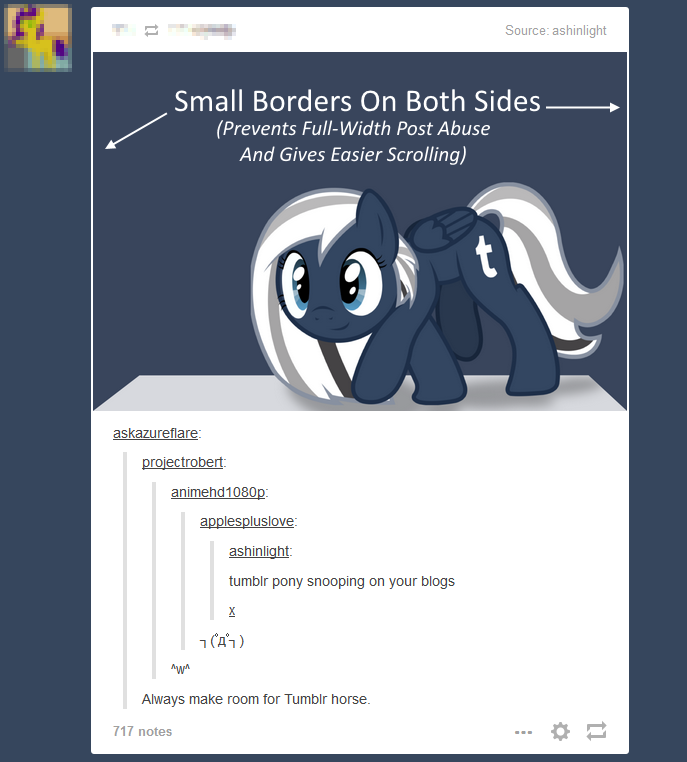 Source: ashinlight
Small Borders On Both Sides
(Prevents Full-Width Post Abuse
And Gives Easier Scrolling)
t
askazureflare:
projectrobert:
animehd1080p:
applespluslove:
ashinlight:
tumblr pony snooping on your blogs
x
┐(ﾟдﾟ┐)
^w^
Always make room for Tumblr horse.
717 notes